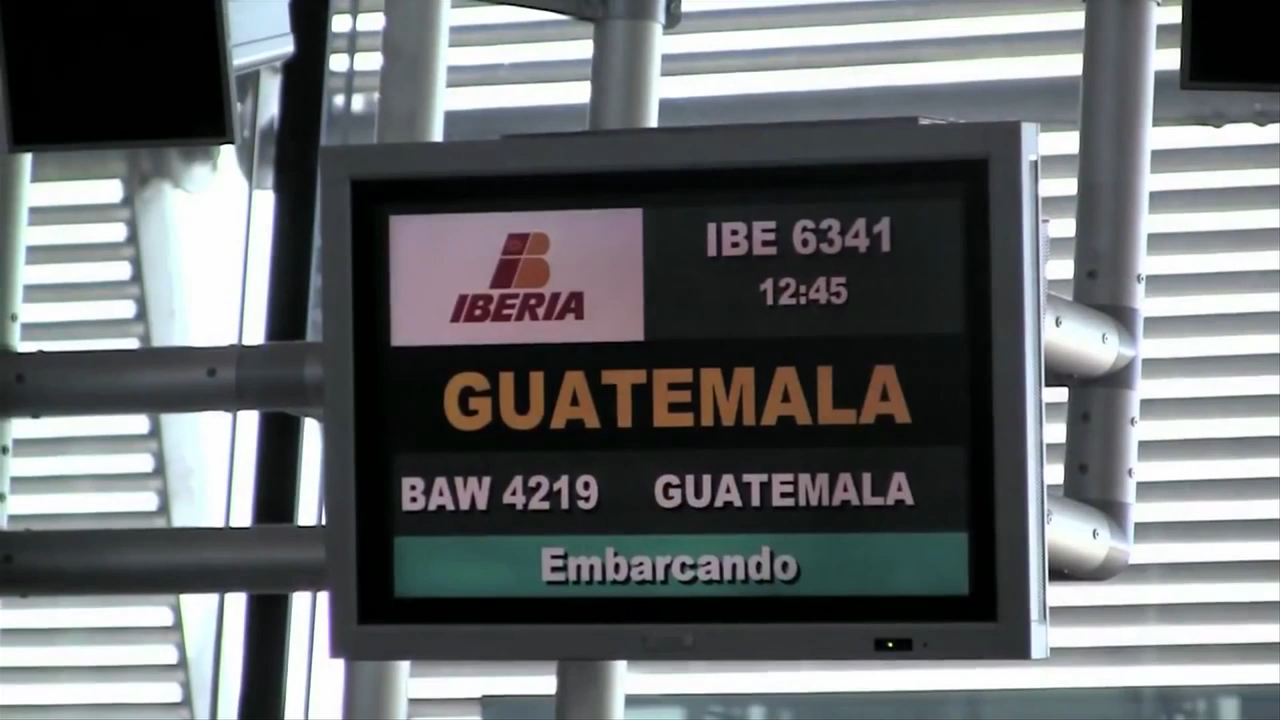 IBERIA
IBE 6341
12:45
GUATEMALA
BAW 4219 GUATEMALA
Embarcando